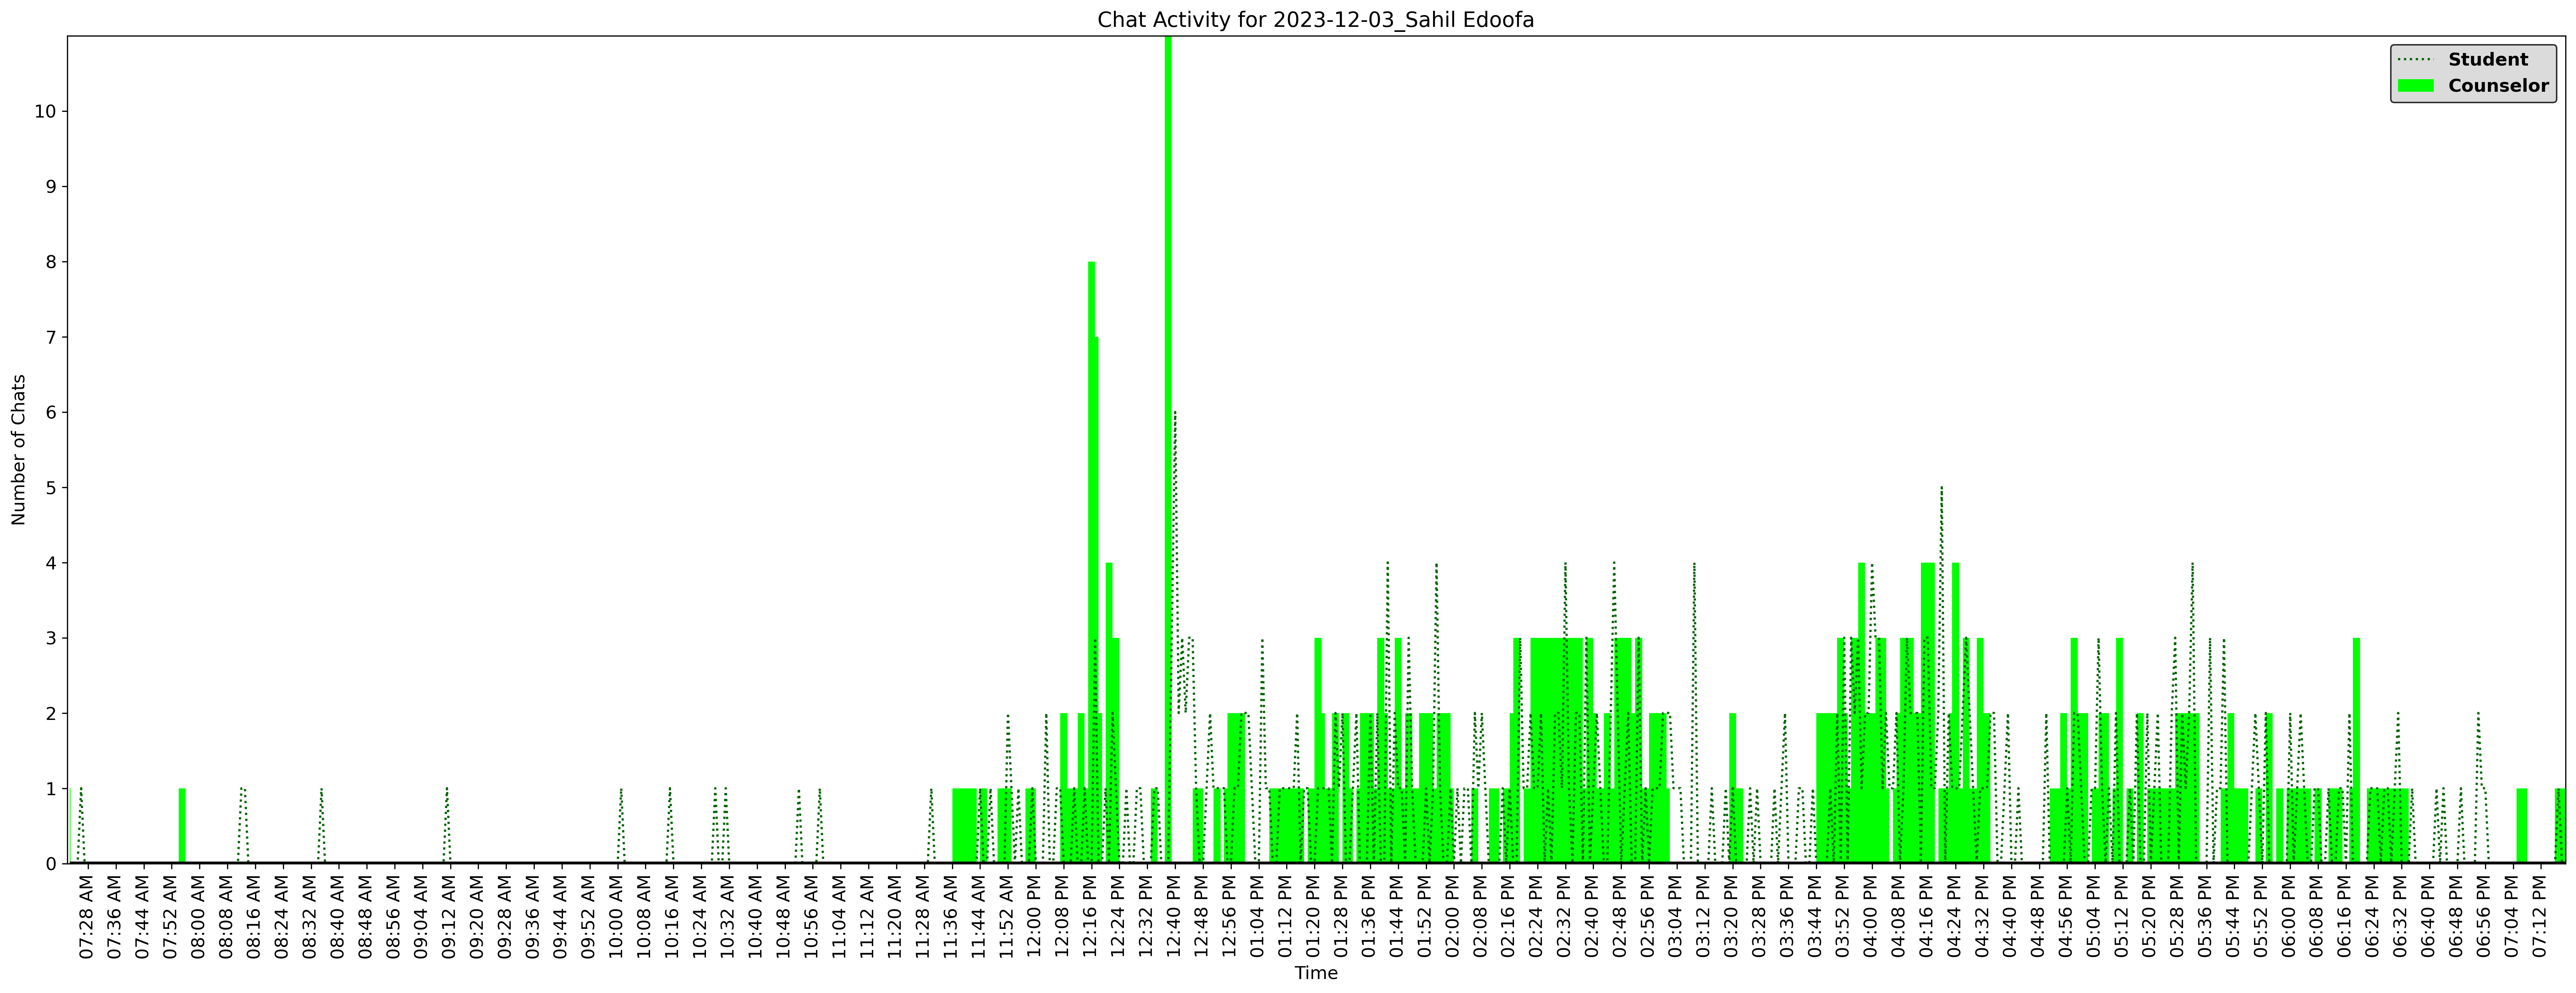 Chat Activity for 2023-12-03_Sahil Edoofa
Student
Counselor
Number of Chats
10
9
8
7
6
5
4
3
2
1
0
07:28 AM
07:36 AM
07:44 AM
07:52 AM
08:00 AM
08:08 AM
08:16 AM
08:24 AM
08:32 AM
08:40 AM
08:48 AM
08:56 AM
09:04 AM
09:12 AM
09:20 AM
09:28 AM
09:36 AM
09:44 AM
09:52 AM
10:00 AM
10:08 AM
10:16 AM
10:24 AM
10:32 AM
10:40 AM
10:48 AM
10:56 AM
11:04 AM
11:12 AM
11:20 AM
11:28 AM
11:36 AM
11:44 AM
11:52 AM
12:00 PM
12:08 PM
12:16 PM
12:24 PM
12:32 PM
12:40 PM
12:48 PM
12:56 PM
01:04 PM
01:12 PM
01:20 PM
01:28 PM
01:36 PM
01:44 PM
01:52 PM
02:00 PM
02:08 PM
02:16 PM
02:24 PM
02:32 PM
02:40 PM
02:48 PM
02:56 PM
03:04 PM
03:12 PM
03:20 PM
03:28 PM
03:36 PM
03:44 PM
03:52 PM
04:00 PM
04:08 PM
04:16 PM
04:24 PM
04:32 PM
04:40 PM
04:48 PM
04:56 PM
05:04 PM
05:12 PM
05:20 PM
05:28 PM
05:36 PM
05:44 PM
05:52 PM
06:00 PM
06:08 PM
06:16 PM
06:24 PM
06:32 PM
06:40 PM
06:48 PM
06:56 PM
07:04 PM
07:12 PM
Time